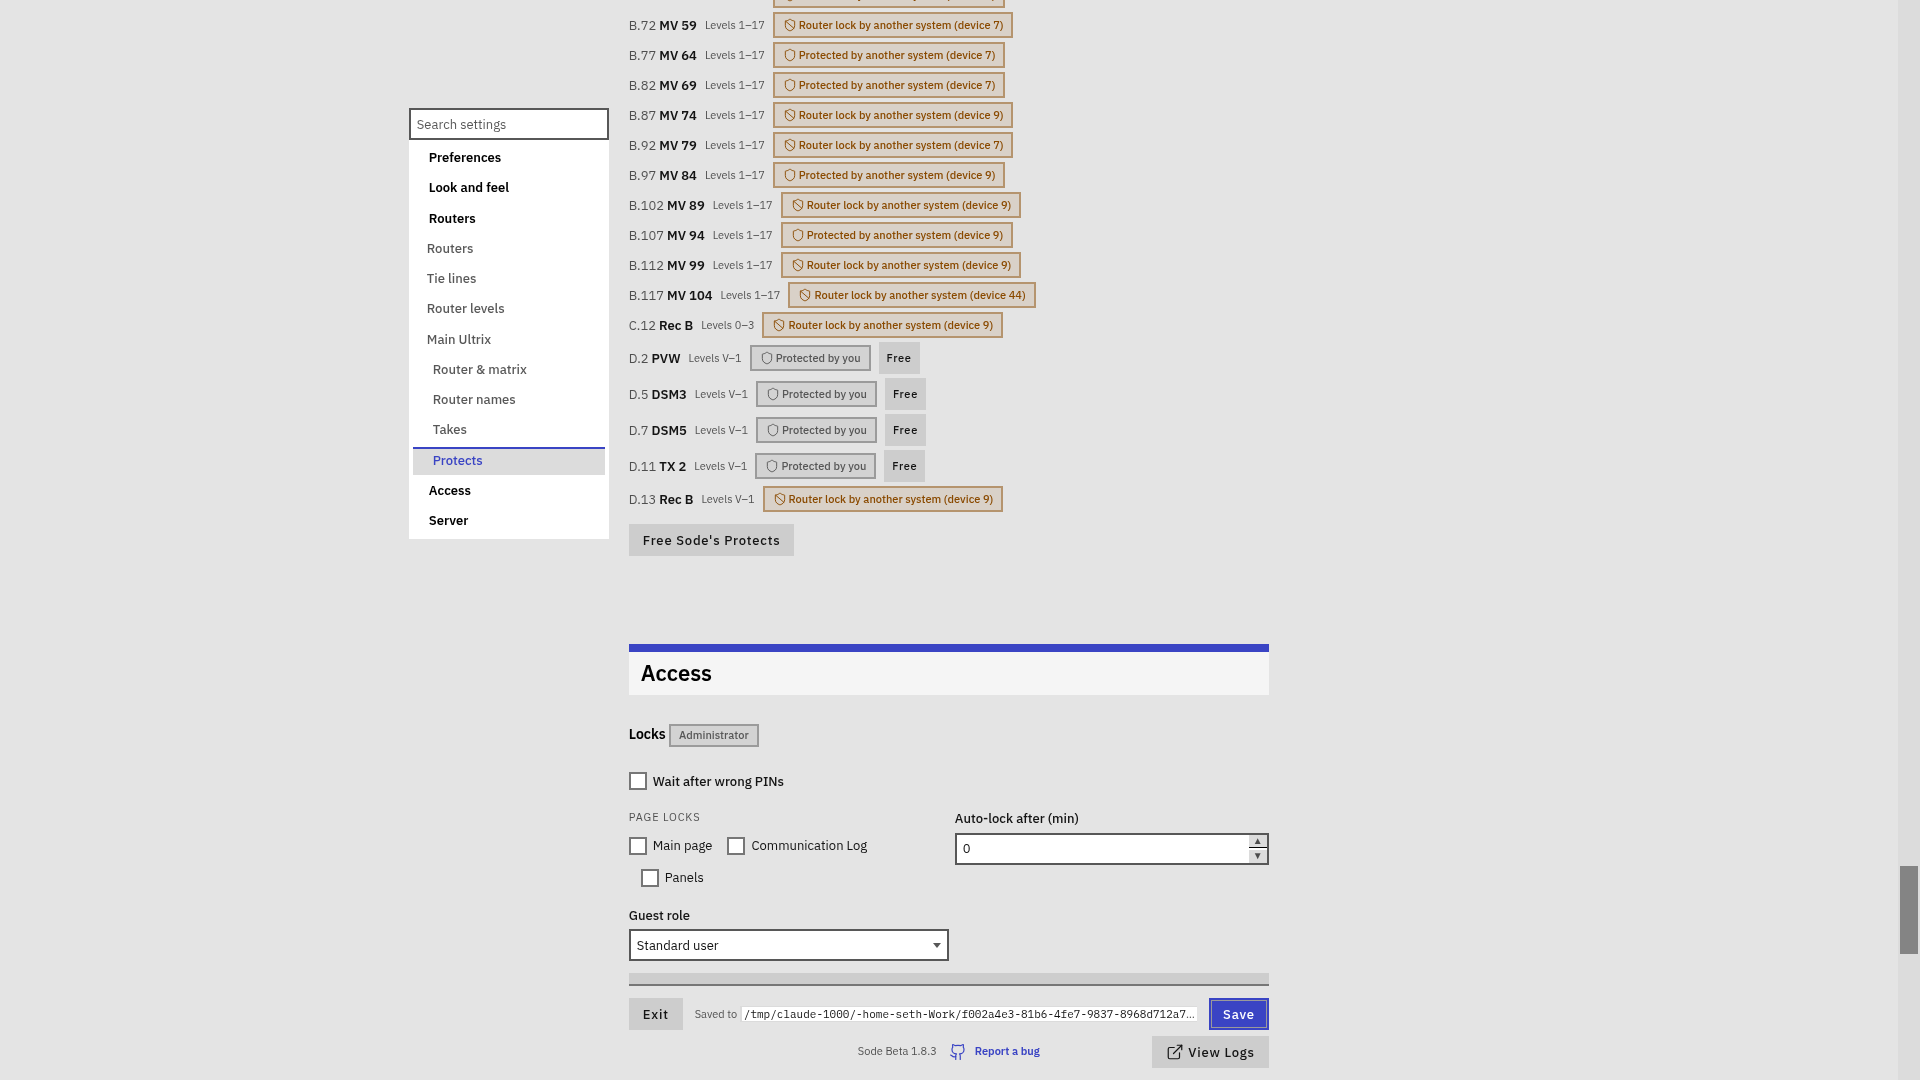 B.72 MV 59 Levels 1–17 Router lock by another system (device 7)
B.77 MV 64 Levels 1–17 Protected by another system (device 7)
B.82 MV 69 Levels 1–17 Protected by another system (device 7)
B.87 MV 74 Levels 1–17 Router lock by another system (device 9)
B.92 MV 79 Levels 1–17 Router lock by another system (device 7)
B.97 MV 84 Levels 1–17 Protected by another system (device 9)
B.102 MV 89 Levels 1–17 Router lock by another system (device 9)
B.107 MV 94 Levels 1–17 Protected by another system (device 9)
B.112 MV 99 Levels 1–17 Router lock by another system (device 9)
B.117 MV 104 Levels 1–17 Router lock by another system (device 44)
C.12 Rec B Levels 0–3 Router lock by another system (device 9)
D.2 PVW Levels V–1 Protected by you Free
D.5 DSM3 Levels V–1 Protected by you Free
D.7 DSM5 Levels V–1 Protected by you Free
D.11 TX 2 Levels V–1 Protected by you Free
D.13 Rec B Levels V–1 Router lock by another system (device 9)
Free Sode's Protects
Search settings
Preferences
Look and feel
Routers
Routers
Tie lines
Router levels
Main Ultrix
Router & matrix
Router names
Takes
Protects
Access
Server
Access
Locks Administrator
Wait after wrong PINs
PAGE LOCKS
Main page Communication Log
Panels
Auto-lock after (min)
0
Guest role
Standard user
Exit Saved to /tmp/claude-1000/-home-seth-Work/f002a4e3-81b6-4fe7-9837-8968d712a7… Save
Sode Beta 1.8.3 Report a bug View Logs